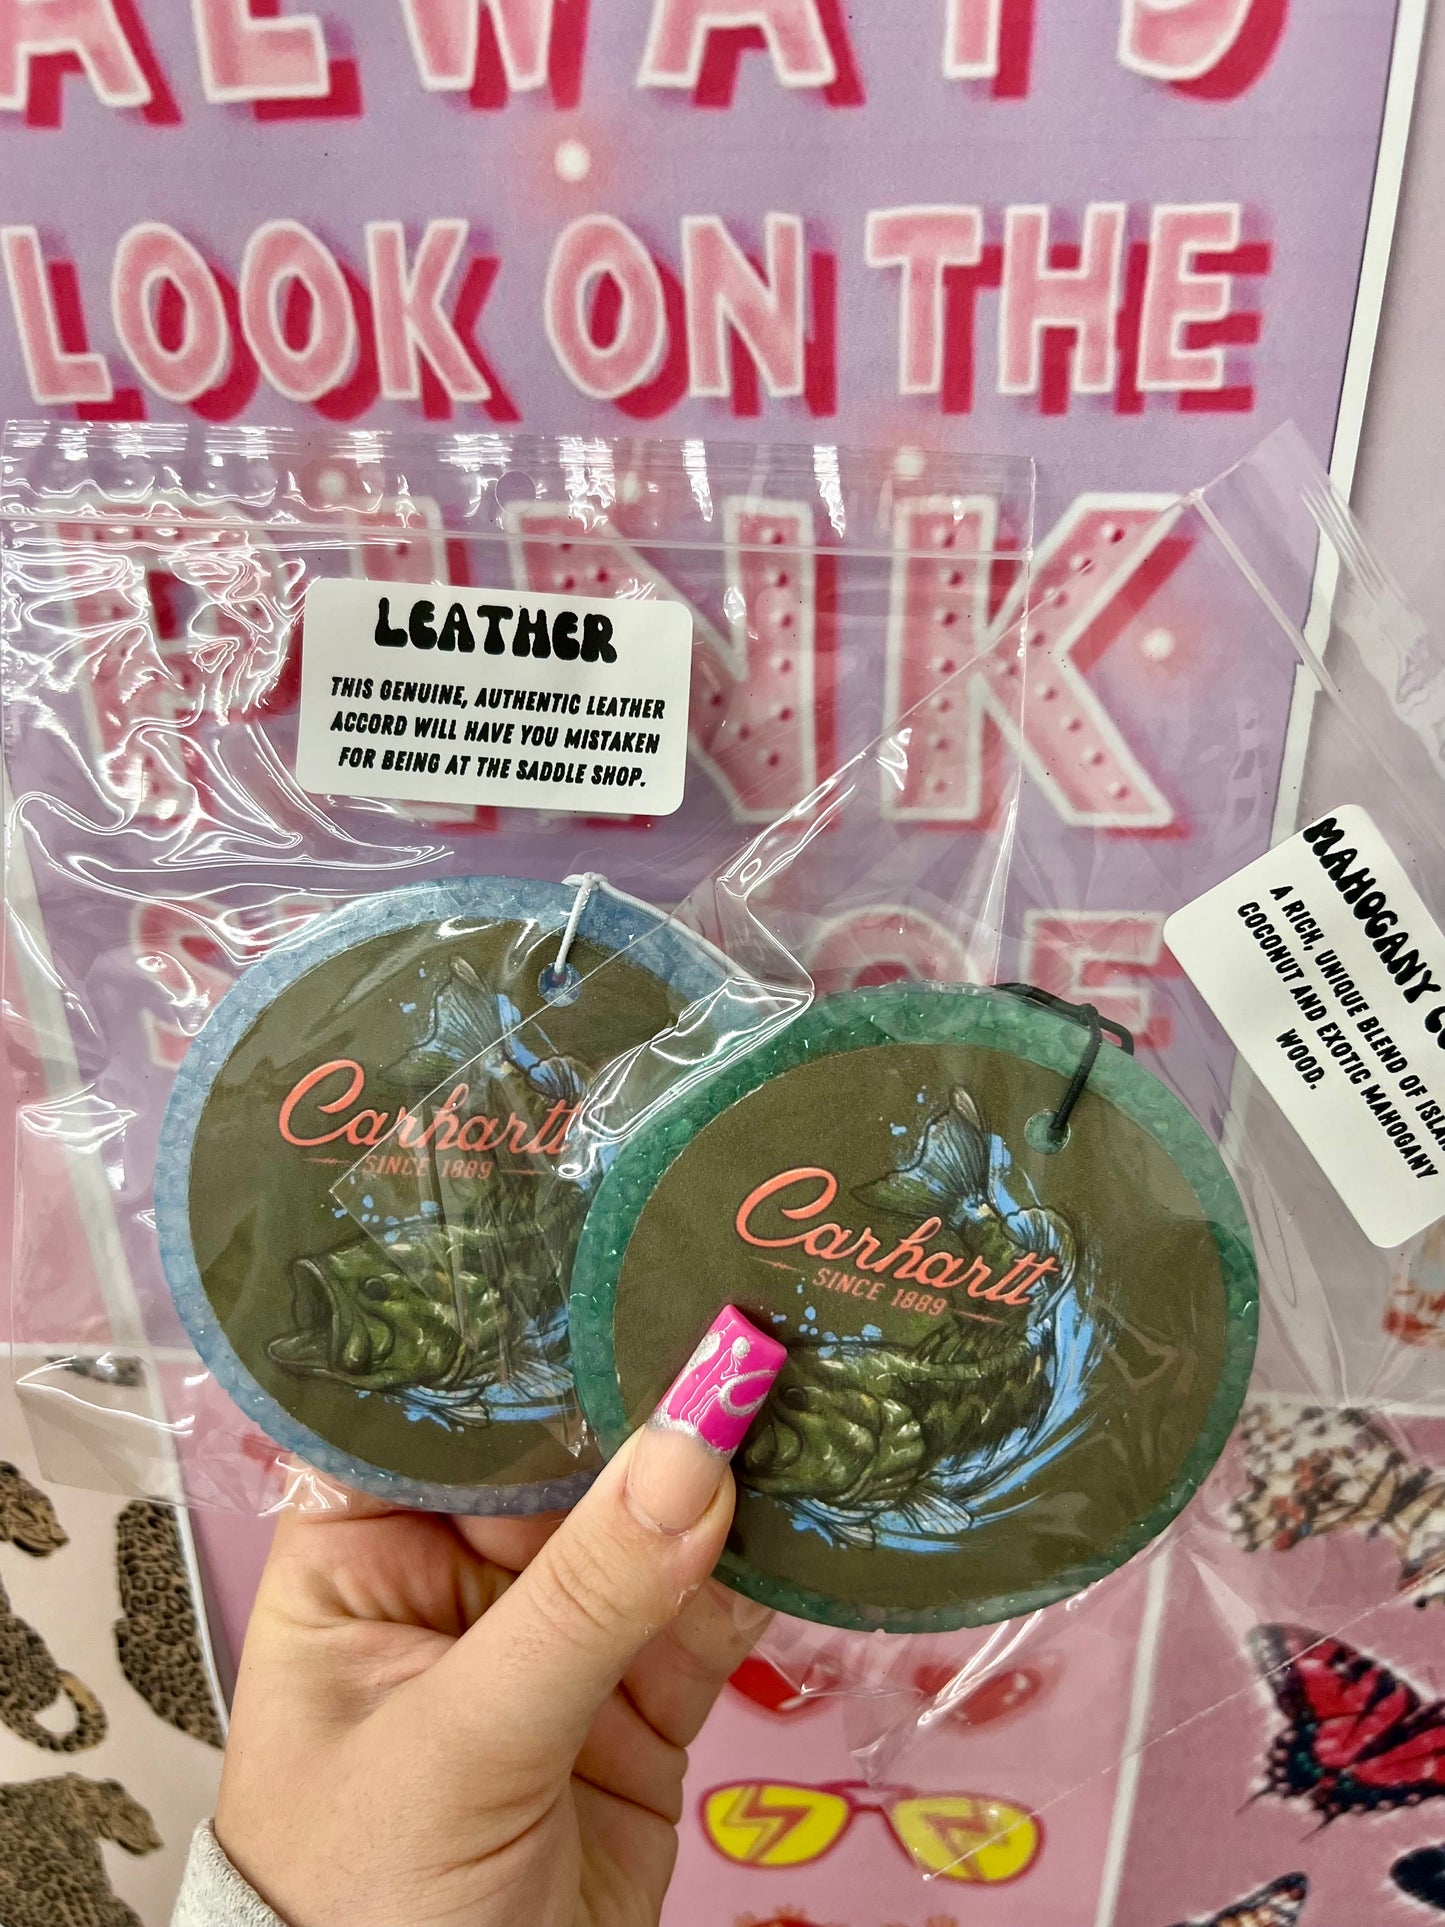 ALWAYS
LOOK ON THE
PINK
LEATHER
THIS GENUINE, AUTHENTIC LEATHER
ACCORD WILL HAVE YOU MISTAKEN
FOR BEING AT THE SADDLE SHOP.
MAHOGANY
A RICH, UNIQUE BLEND OF
COCONUT AND EXOTIC MAHOGANY
WOOD.
Carhartt
SINCE 1889
Carhartt
SINCE 1889